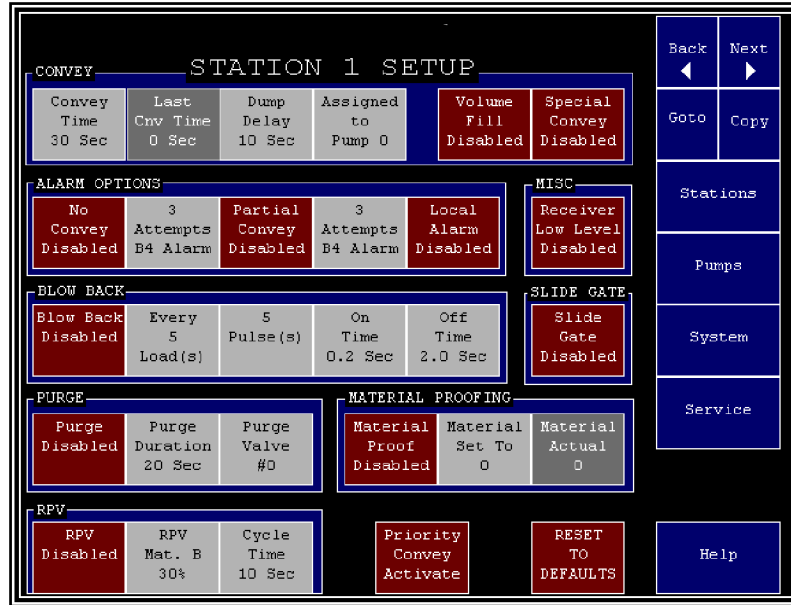 STATION 1 SETUP
CONVEY
Convey
Time
30 Sec
Last
Cnv Time
0 Sec
Dump
Delay
10 Sec
Assigned
to
Pump 0
Volume
Fill
Disabled
Special
Convey
Disabled
ALARM OPTIONS
No
Convey
Disabled
3
Attempts
B4 Alarm
Partial
Convey
Disabled
3
Attempts
B4 Alarm
Local
Alarm
Disabled
MISC
Receiver
Low Level
Disabled
BLOW BACK
Blow Back
Disabled
Every
5
Load(s)
5
Pulse(s)
On
Time
0.2 Sec
Off
Time
2.0 Sec
SLIDE GATE
Slide
Gate
Disabled
PURGE
Purge
Disabled
Purge
Duration
20 Sec
Purge
Valve
#0
MATERIAL PROOFING
Material
Proof
Disabled
Material
Set To
0
Material
Actual
0
RPV
RPV
Disabled
RPV
Mat. B
30%
Cycle
Time
10 Sec
Priority
Convey
Activate
RESET
TO
DEFAULTS
Back
Next
Goto
Copy
Stations
Pumps
System
Service
Help